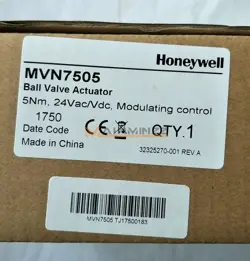 Honeywell
MVN7505
Ball Valve Actuator
5Nm, 24Vac/Vdc, Modulating control
1750
Date Code
CE
QTY.1
Made in China
32325270-001 REV.A
MVN7505 TJ17500183